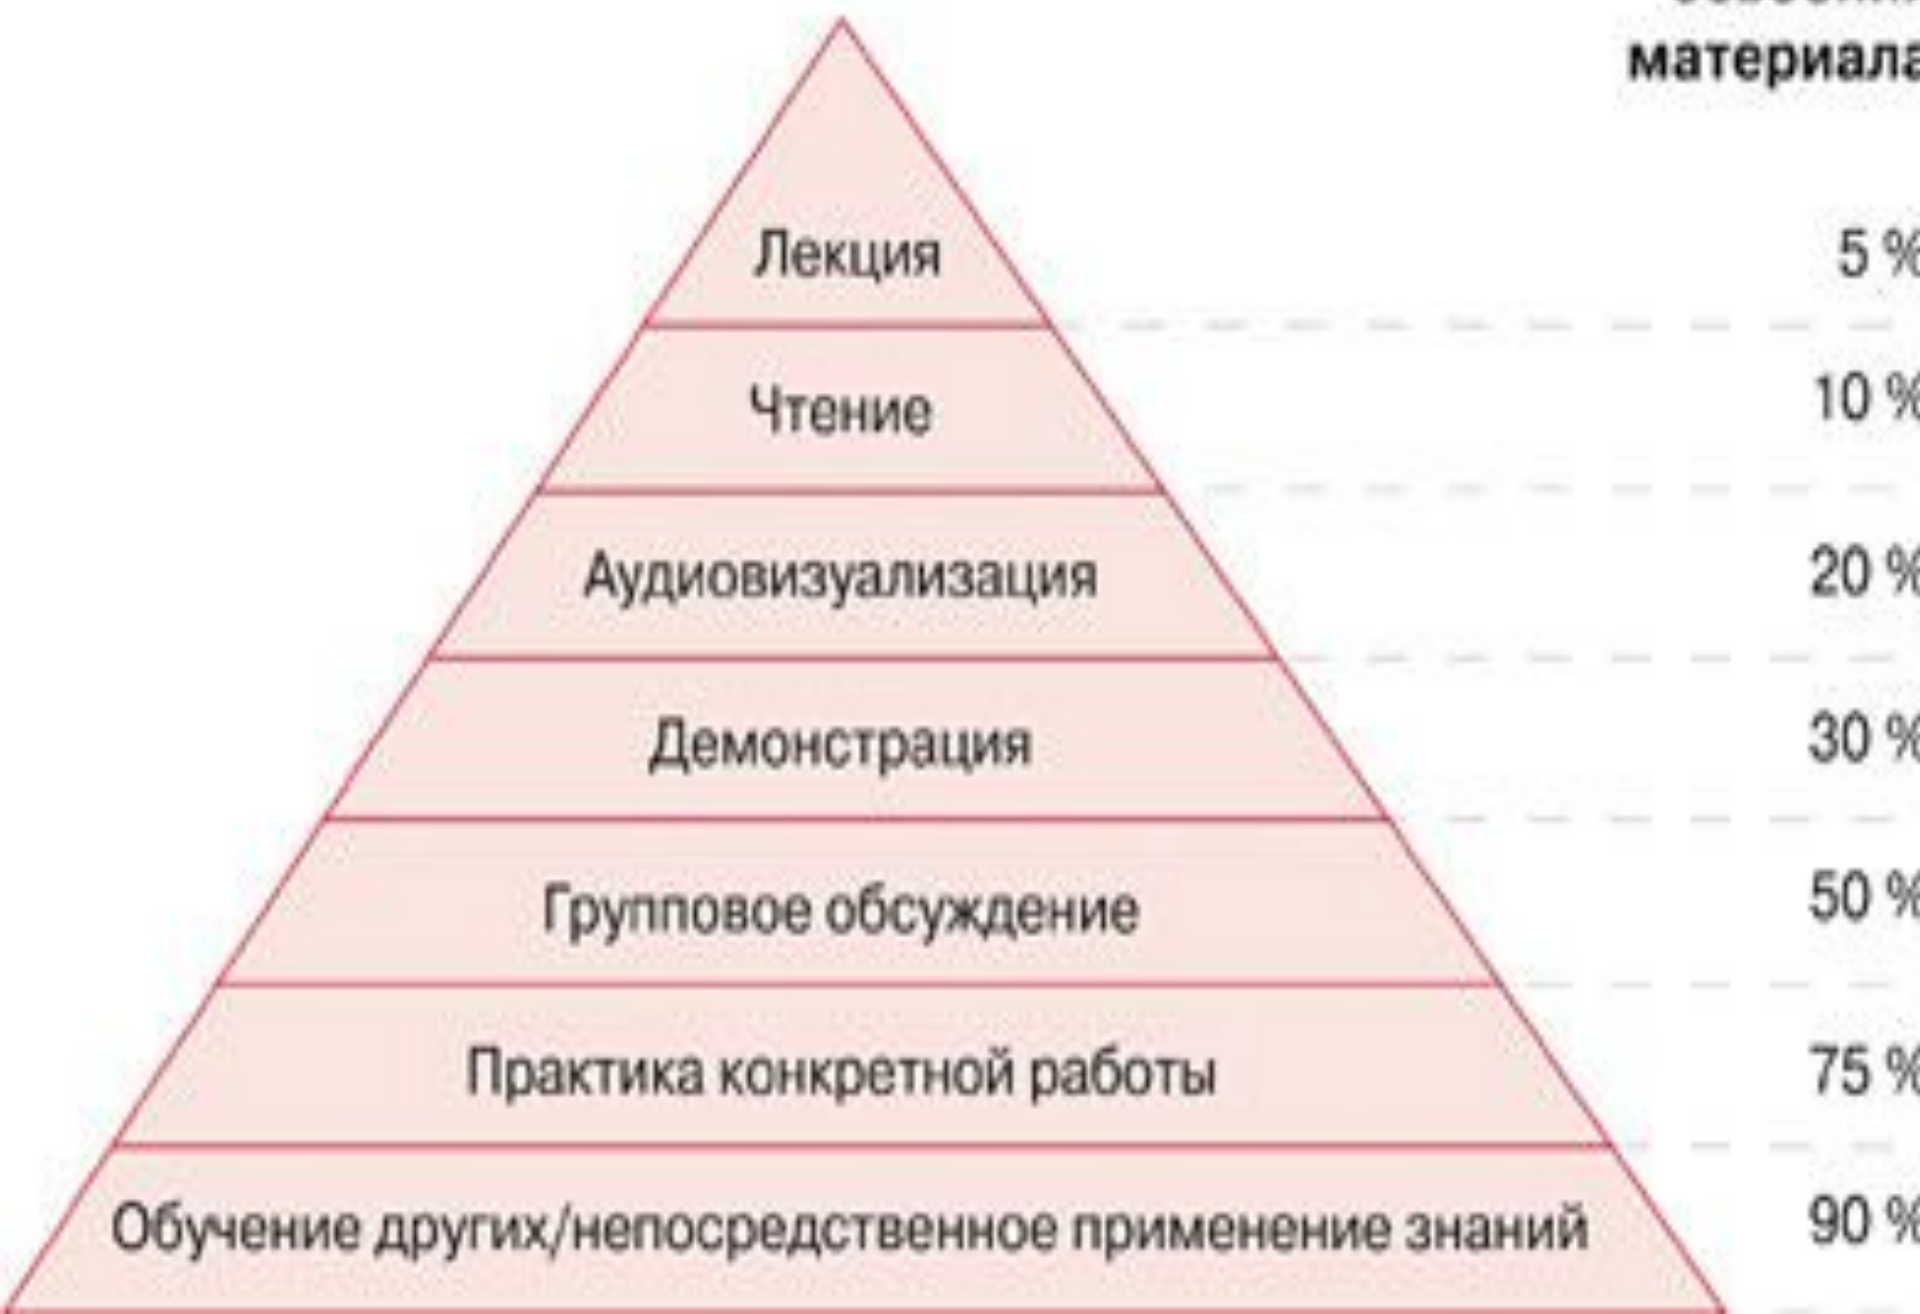 материала
Лекция 5 %
Чтение 10 %
Аудиовизуализация 20 %
Демонстрация 30 %
Групповое обсуждение 50 %
Практика конкретной работы 75 %
Обучение других/непосредственное применение знаний 90 %